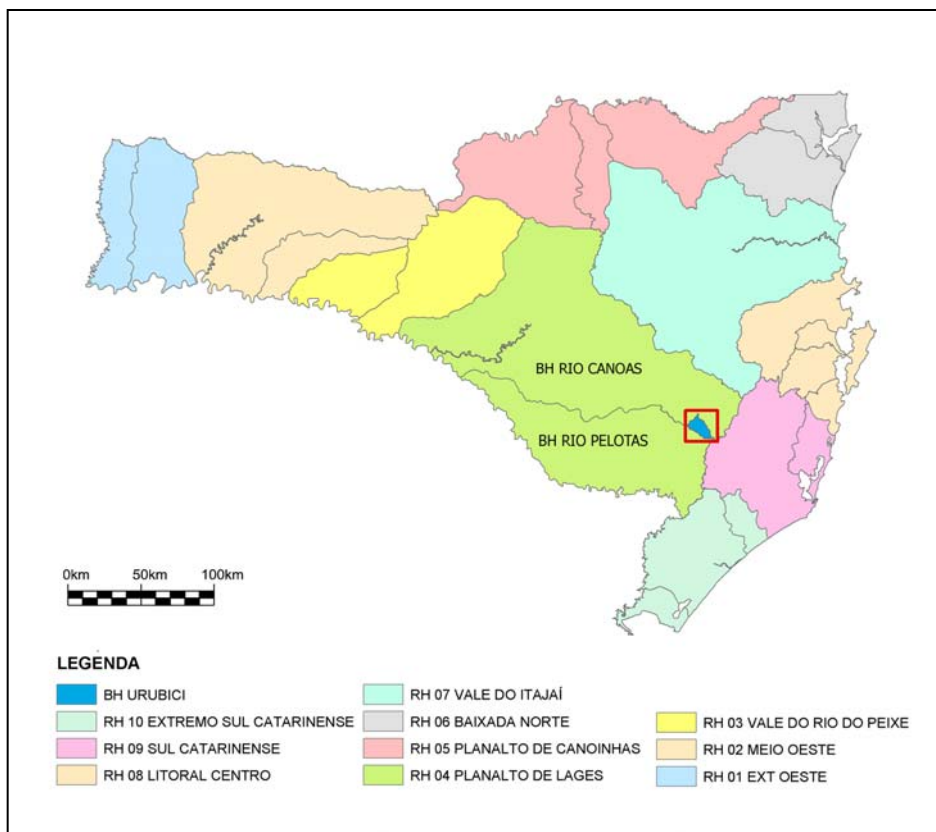 BH RIO CANOAS
BH RIO PELOTAS
0km 50km 100km
LEGENDA
BH URUBICI
RH 10 EXTREMO SUL CATARINENSE
RH 09 SUL CATARINENSE
RH 08 LITORAL CENTRO
RH 07 VALE DO ITAJAÍ
RH 06 BAIXADA NORTE
RH 05 PLANALTO DE CANOINHAS
RH 04 PLANALTO DE LAGES
RH 03 VALE DO RIO DO PEIXE
RH 02 MEIO OESTE
RH 01 EXT OESTE